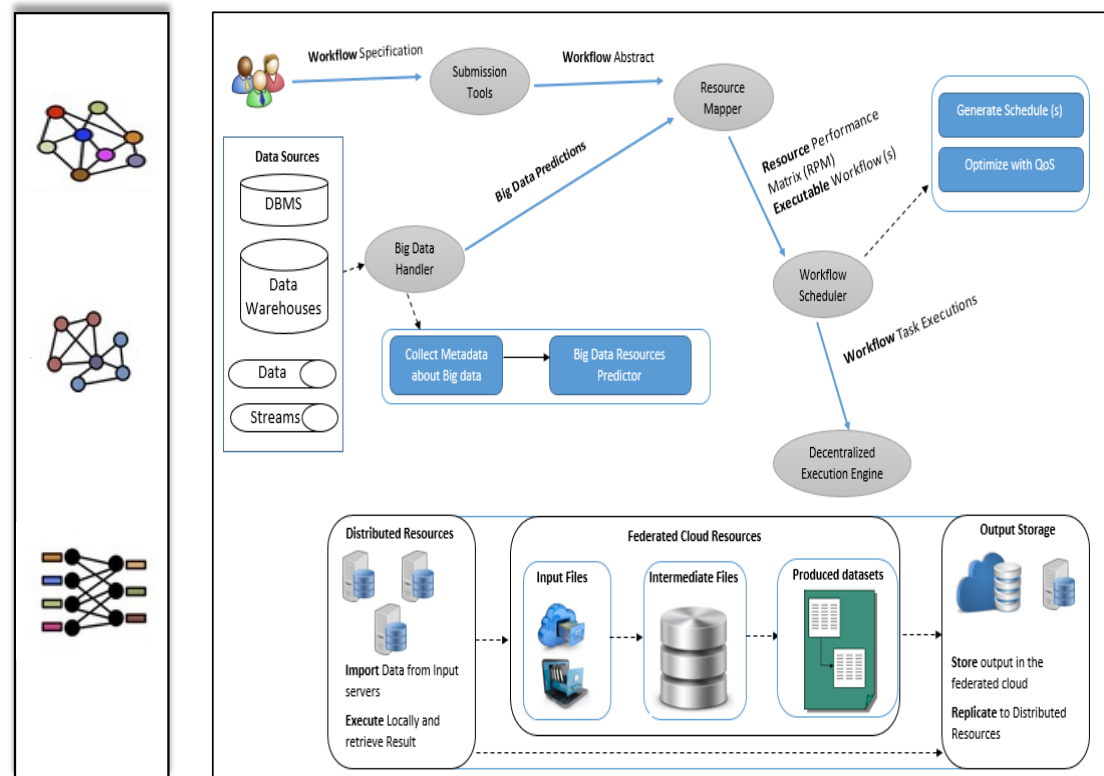 Workflow Specification
Submission
Tools
Workflow Abstract
Resource
Mapper
Generate Schedule (s)
Optimize with QoS
Resource Performance
Matrix (RPM)
Executable Workflow (s)
Big Data Predictions
Data Sources
DBMS
Data
Warehouses
Data
Streams
Big Data
Handler
Collect Metadata
about Big data
Big Data Resources
Predictor
Workflow
Scheduler
Workflow Task Executions
Decentralized
Execution Engine
Distributed Resources
Import Data from Input
servers
Execute Locally and
retrieve Result
Federated Cloud Resources
Input Files
Intermediate Files
Produced datasets
Output Storage
Store output in the
federated cloud
Replicate to Distributed
Resources